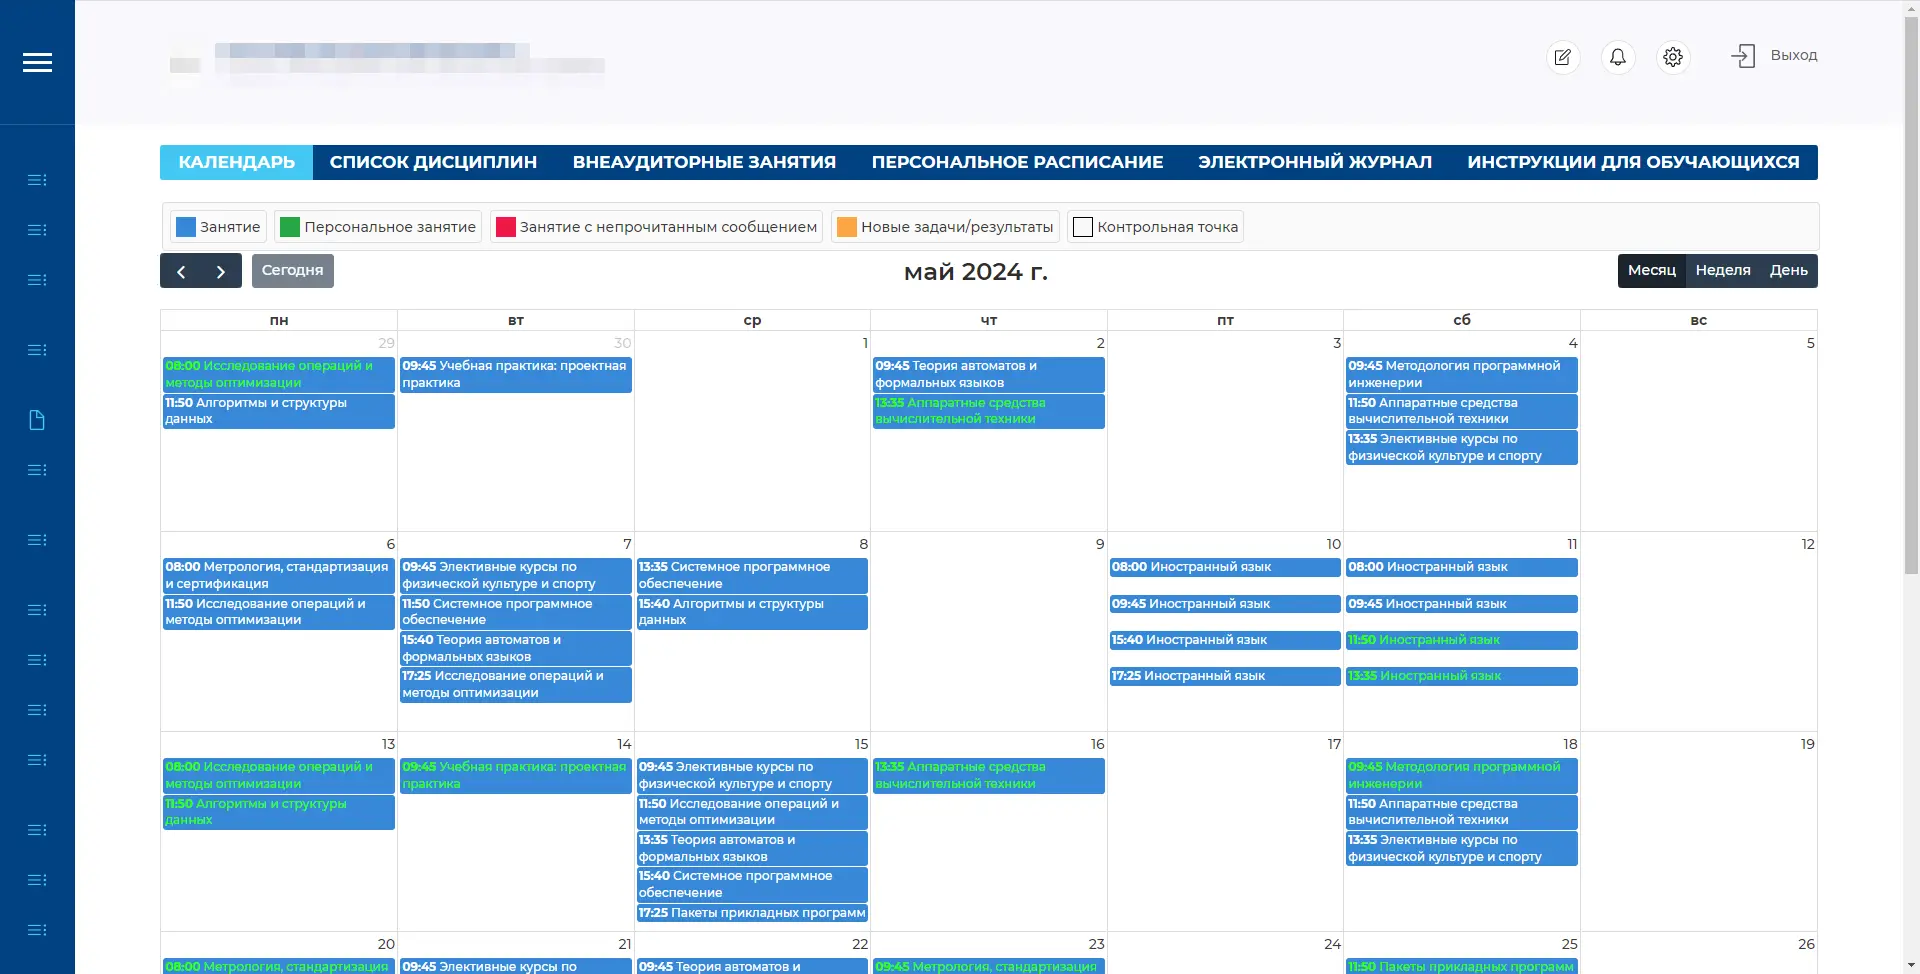 Выход
КАЛЕНДАРЬ СПИСОК ДИСЦИПЛИН ВНЕАУДИТОРНЫЕ ЗАНЯТИЯ ПЕРСОНАЛЬНОЕ РАСПИСАНИЕ ЭЛЕКТРОННЫЙ ЖУРНАЛ ИНСТРУКЦИИ ДЛЯ ОБУЧАЮЩИХСЯ
Занятие Персональное занятие Занятие с непрочитанным сообщением Новые задачи/результаты Контрольная точка
Сегодня май 2024 г. Месяц Неделя День
пн вт ср чт пт сб вс
29
08:00 Исследование операций и
методы оптимизации
11:50 Алгоритмы и структуры
данных
30
09:45 Учебная практика: проектная
практика
1
2
09:45 Теория автоматов и
формальных языков
13:35 Аппаратные средства
вычислительной техники
3
4
09:45 Методология программной
инженерии
11:50 Аппаратные средства
вычислительной техники
13:35 Элективные курсы по
физической культуре и спорту
5
6
08:00 Метрология, стандартизация
и сертификация
11:50 Исследование операций и
методы оптимизации
7
09:45 Элективные курсы по
физической культуре и спорту
11:50 Системное программное
обеспечение
15:40 Теория автоматов и
формальных языков
17:25 Исследование операций и
методы оптимизации
8
13:35 Системное программное
обеспечение
15:40 Алгоритмы и структуры
данных
9
10
08:00 Иностранный язык
09:45 Иностранный язык
15:40 Иностранный язык
17:25 Иностранный язык
11
08:00 Иностранный язык
09:45 Иностранный язык
11:50 Иностранный язык
13:35 Иностранный язык
12
13
08:00 Исследование операций и
методы оптимизации
11:50 Алгоритмы и структуры
данных
14
09:45 Учебная практика: проектная
практика
15
09:45 Элективные курсы по
физической культуре и спорту
11:50 Исследование операций и
методы оптимизации
13:35 Теория автоматов и
формальных языков
15:40 Системное программное
обеспечение
17:25 Пакеты прикладных программ
16
13:35 Аппаратные средства
вычислительной техники
17
18
09:45 Методология программной
инженерии
11:50 Аппаратные средства
вычислительной техники
13:35 Элективные курсы по
физической культуре и спорту
19
20
08:00 Метрология, стандартизация
21
09:45 Элективные курсы по
22
09:45 Теория автоматов и
23
09:45 Метрология, стандартизация
24
25
11:50 Пакеты прикладных программ
26